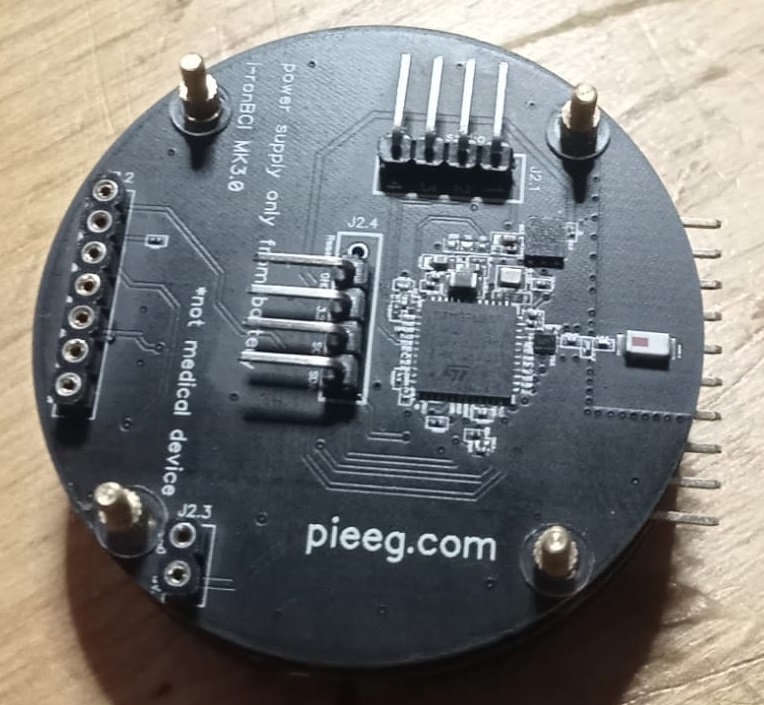 power supply only from battery
ironBCI MK3.0
J2.1
J2.4
*not medical device
J2.3
pieeg.com